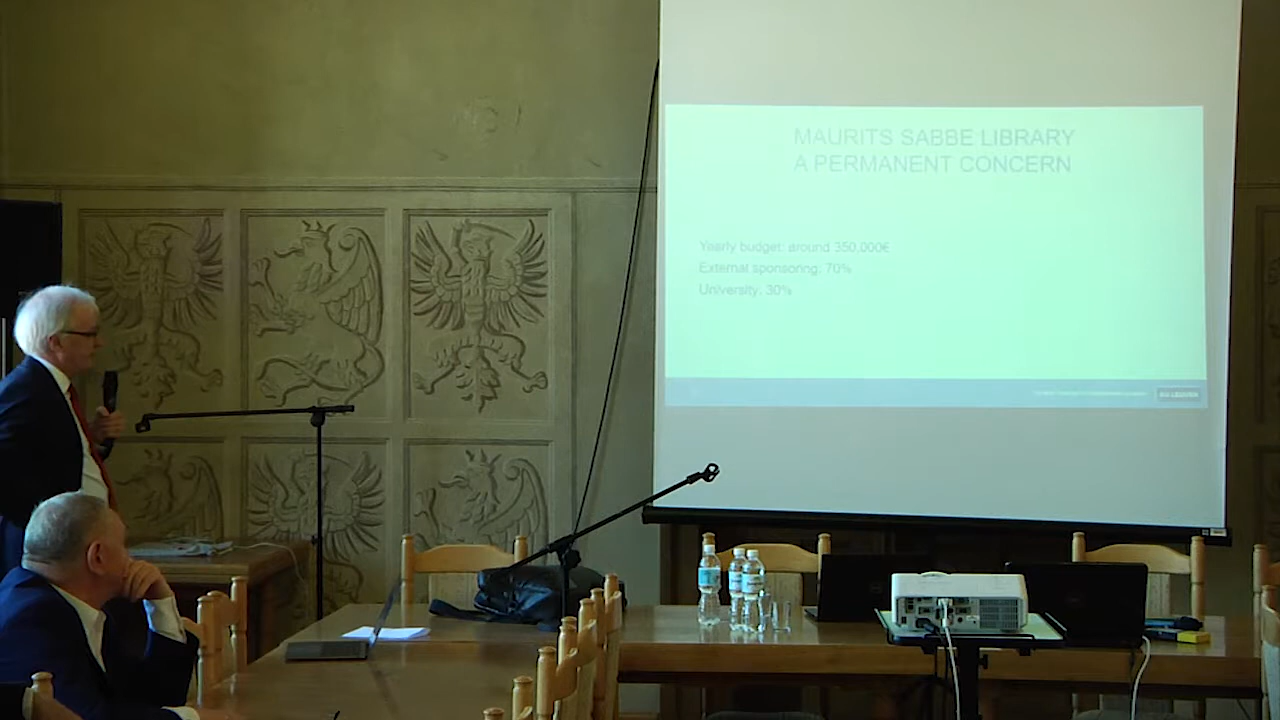 MAURITS SABBE LIBRARY
A PERMANENT CONCERN
Yearly budget: around 350.000€
External sponsoring: 70%
University: 30%
KU LEUVEN